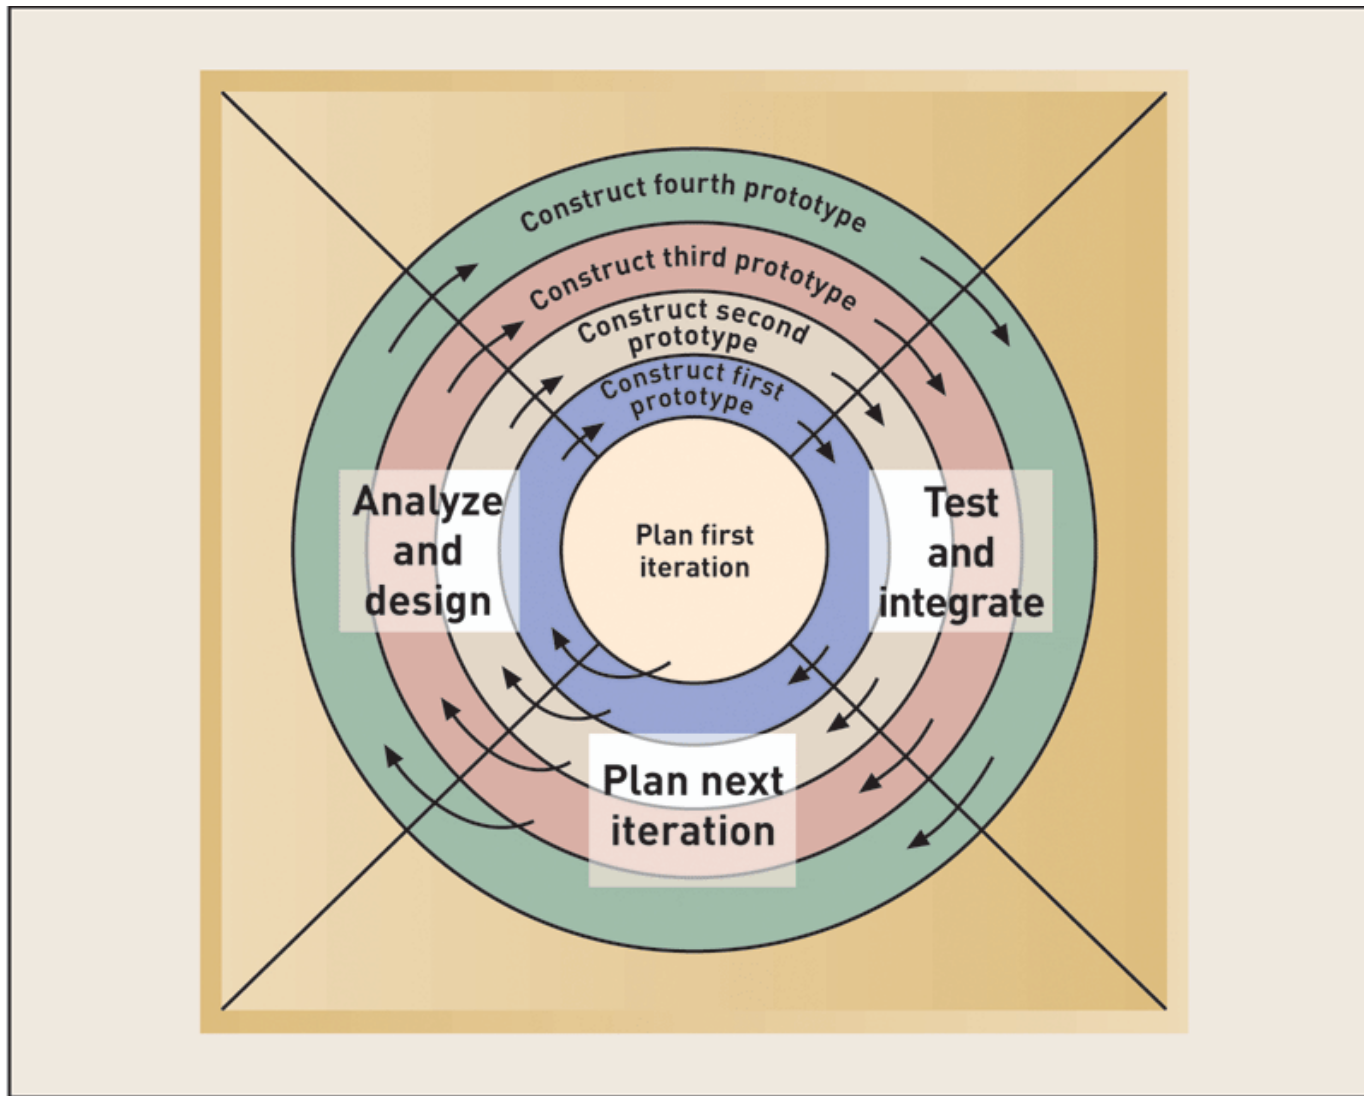 Construct fourth prototype
Construct third prototype
Construct second
prototype
Construct first
prototype
Analyze
and
design
Plan first
iteration
Test
and
integrate
Plan next
iteration